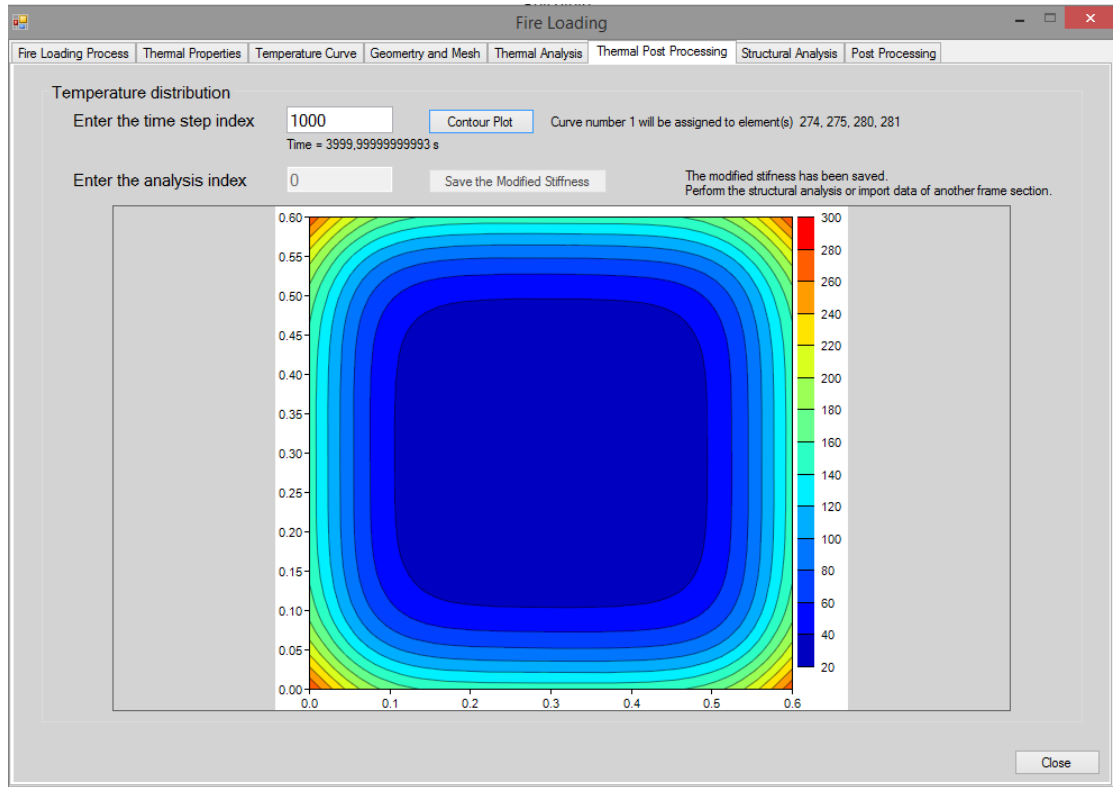 Fire Loading
Fire Loading Process Thermal Properties Temperature Curve Geometry and Mesh Thermal Analysis Thermal Post Processing Structural Analysis Post Processing
Temperature distribution
Enter the time step index 1000 Contour Plot Curve number 1 will be assigned to element(s) 274, 275, 280, 281
Time = 3999,99999999993 s
Enter the analysis index 0 Save the Modified Stiffness The modified stifness has been saved.
Perform the structural analysis or import data of another frame section.
0.60 300
280
0.55
260
0.50
240
0.45
220
0.40
200
0.35
180
160
0.30
140
0.25
120
0.20
100
0.15
80
0.10
60
0.05
40
0.00 20
0.0 0.1 0.2 0.3 0.4 0.5 0.6
Close